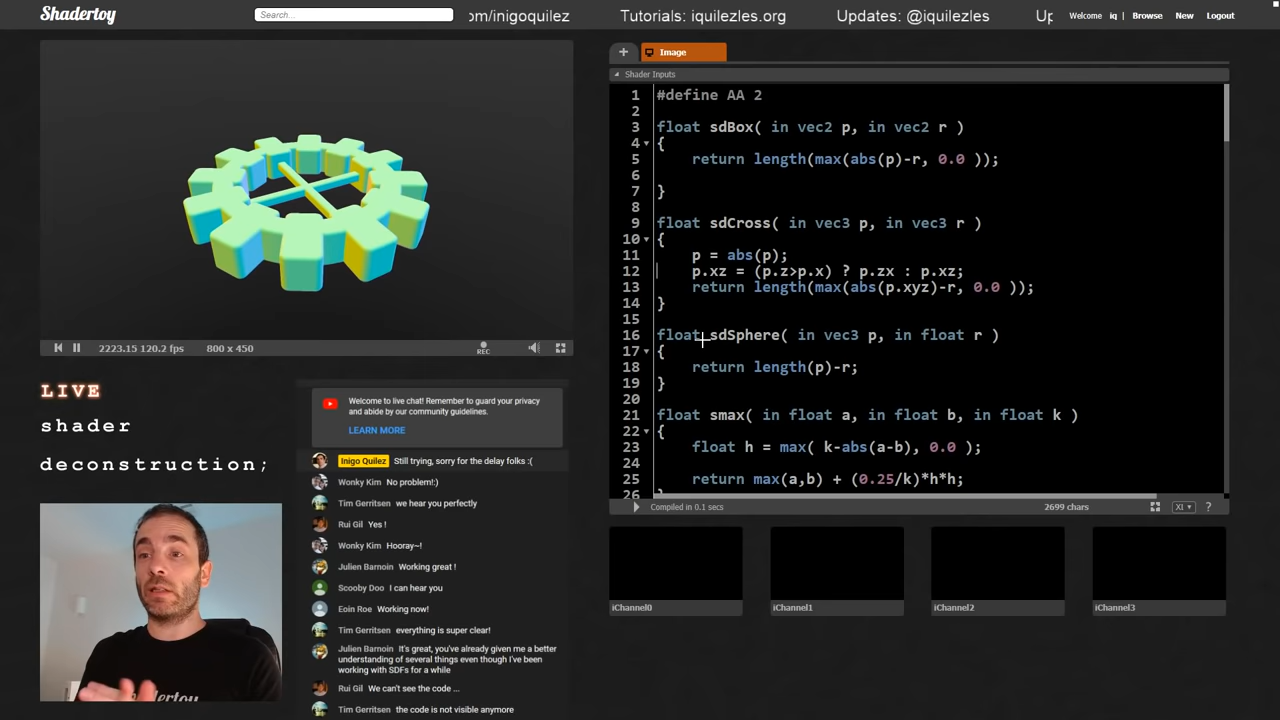 Shadertoy
Search...
om/inigoquilez
Tutorials: iquilezles.org
Updates: @iquilezles
Up
Welcome iq | Browse New Logout
+ Image
Shader Inputs
1 #define AA 2
2
3 float sdBox( in vec2 p, in vec2 r )
4 {
5 return length(max(abs(p)-r, 0.0 ));
6
7 }
8
9 float sdCross( in vec3 p, in vec3 r )
10 {
11 p = abs(p);
12 p.xz = (p.z>p.x) ? p.zx : p.xz;
13 return length(max(abs(p.xyz)-r, 0.0 ));
14 }
15
16 float sdSphere( in vec3 p, in float r )
17 {
18 return length(p)-r;
19 }
20
21 float smax( in float a, in float b, in float k )
22 {
23 float h = max( k-abs(a-b), 0.0 );
24
25 return max(a,b) + (0.25/k)*h*h;
26 }
Compiled in 0.1 secs
2699 chars
XI
?
2223.15 120.2 fps 800 x 450
REC
LIVE
shader
deconstruction;
Welcome to live chat! Remember to guard your privacy
and abide by our community guidelines.
LEARN MORE
Inigo Quilez Still trying, sorry for the delay folks :(
Wonky Kim No problem!:)
Tim Gerritsen we hear you perfectly
Rui Gil Yes !
Wonky Kim Hooray~!
Julien Barnoin Working great !
Scooby Doo I can hear you
Eoin Roe Working now!
Tim Gerritsen everything is super clear!
Julien Barnoin It's great, you've already given me a better
understanding of several things even though I've been
working with SDFs for a while
Rui Gil We can't see the code ...
Tim Gerritsen the code is not visible anymore
iChannel0
iChannel1
iChannel2
iChannel3